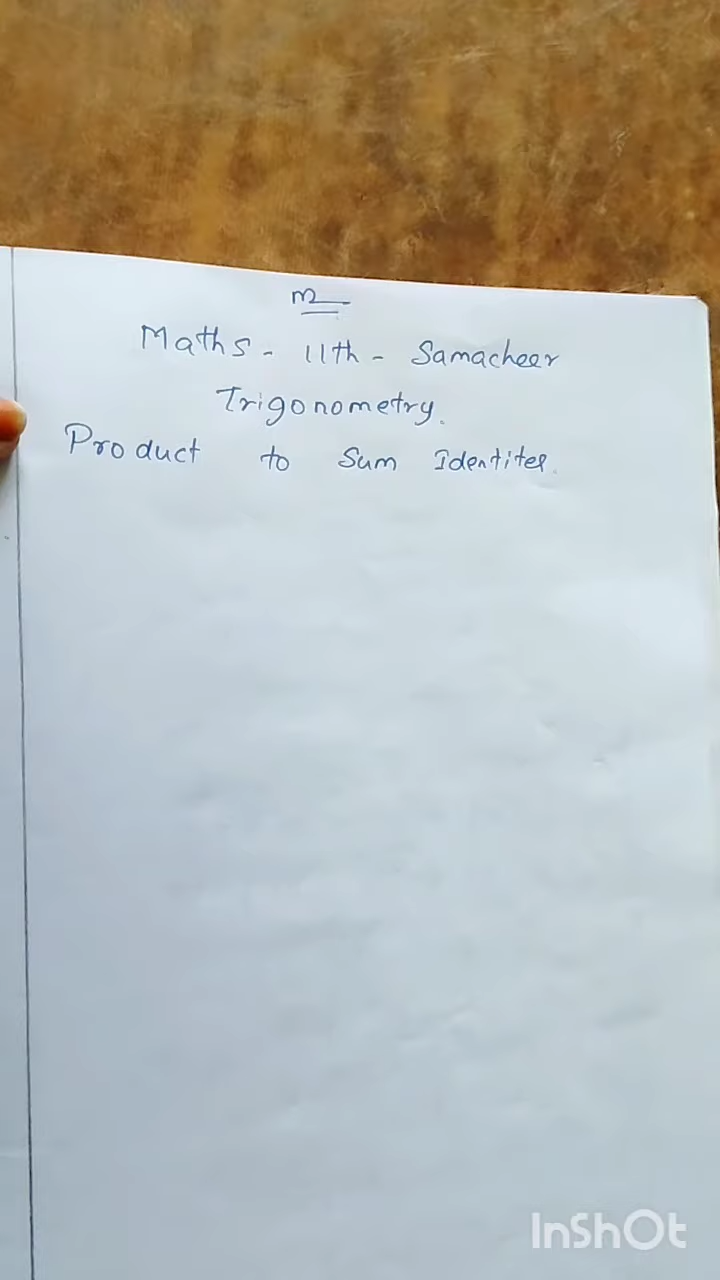 Maths - 11th - Samacheer
Trigonometry.
Product to Sum Identites.
InShOt